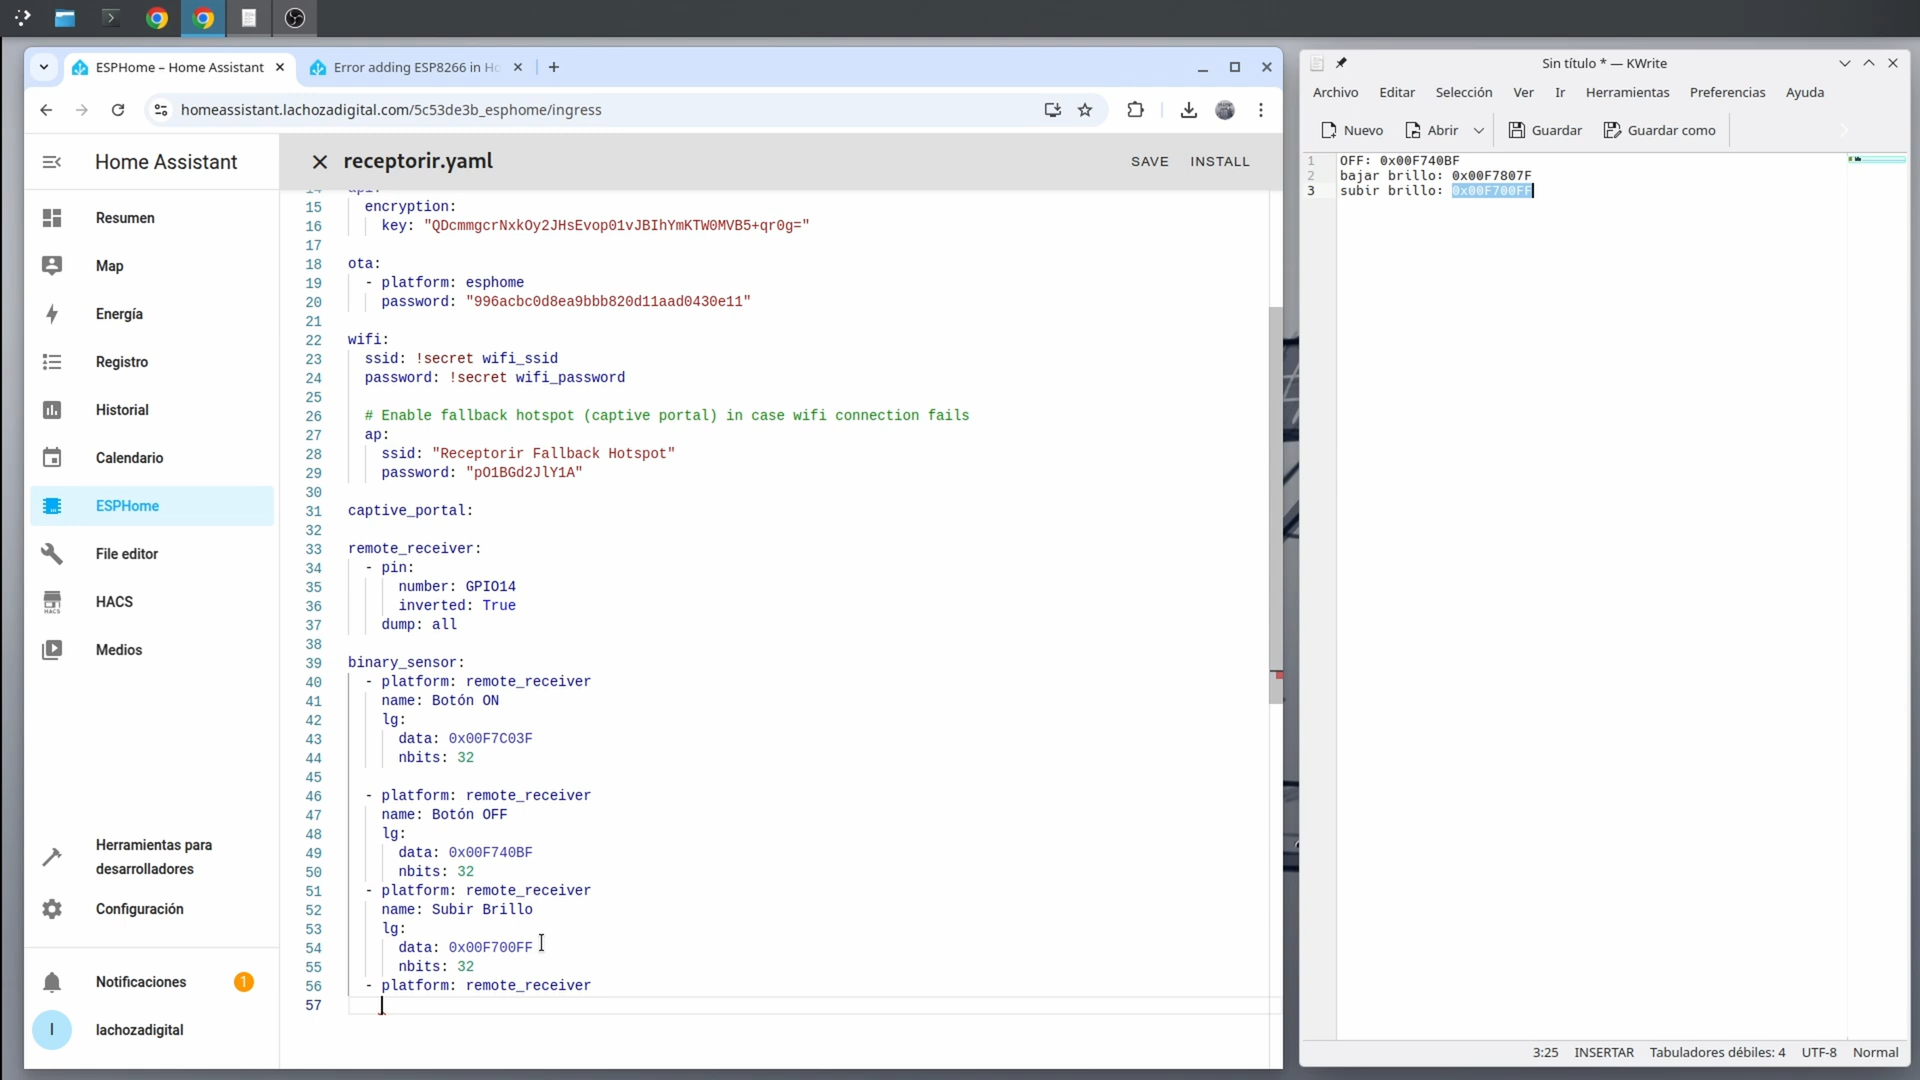 ESPHome – Home Assistant
Error adding ESP8266 in Ho
homeassistant.lachozadigital.com/5c53de3b_esphome/ingress
Home Assistant
Resumen
Map
Energía
Registro
Historial
Calendario
ESPHome
File editor
HACS
Medios
Herramientas para
desarrolladores
Configuración
Notificaciones
1
l
lachozadigital
receptorir.yaml
SAVE
INSTALL
14 api:
15 encryption:
16 key: "QDcmmgcrNxkOy2JHsEvop01vJBIhYmKTW0MVB5+qr0g="
17
18 ota:
19 - platform: esphome
20 password: "996acbc0d8ea9bbb820d11aad0430e11"
21
22 wifi:
23 ssid: !secret wifi_ssid
24 password: !secret wifi_password
25
26 # Enable fallback hotspot (captive portal) in case wifi connection fails
27 ap:
28 ssid: "Receptorir Fallback Hotspot"
29 password: "pO1BGd2JlY1A"
30
31 captive_portal:
32
33 remote_receiver:
34 - pin:
35 number: GPIO14
36 inverted: True
37 dump: all
38
39 binary_sensor:
40 - platform: remote_receiver
41 name: Botón ON
42 lg:
43 data: 0x00F7C03F
44 nbits: 32
45
46 - platform: remote_receiver
47 name: Botón OFF
48 lg:
49 data: 0x00F740BF
50 nbits: 32
51 - platform: remote_receiver
52 name: Subir Brillo
53 lg:
54 data: 0x00F700FF
55 nbits: 32
56 - platform: remote_receiver
57
Sin título * — KWrite
Archivo Editar Selección Ver Ir Herramientas Preferencias Ayuda
Nuevo Abrir Guardar Guardar como
1 OFF: 0x00F740BF
2 bajar brillo: 0x00F7807F
3 subir brillo: 0x00F700FF
3:25 INSERTAR Tabuladores débiles: 4 UTF-8 Normal